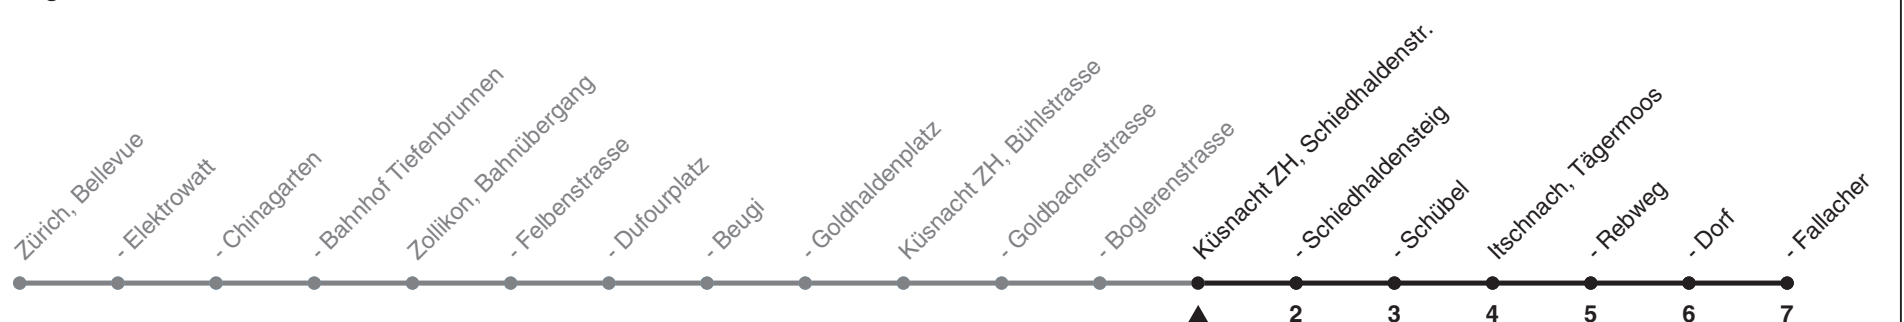 Zürich, Bellevue
- Elektrowatt
- Chinagarten
- Bahnhof Tiefenbrunnen
Zollikon, Bahnübergang
- Felbenstrasse
- Dufourplatz
- Beugi
- Goldhaldenplatz
Küsnacht ZH, Bühlstrasse
- Goldbacherstrasse
- Boglerenstrasse
Küsnacht ZH, Schiedhaldenstr.
- Schiedhaldensteig
- Schübel
Itschnach, Tägermoos
- Rebweg
- Dorf
- Fallacher
2 3 4 5 6 7